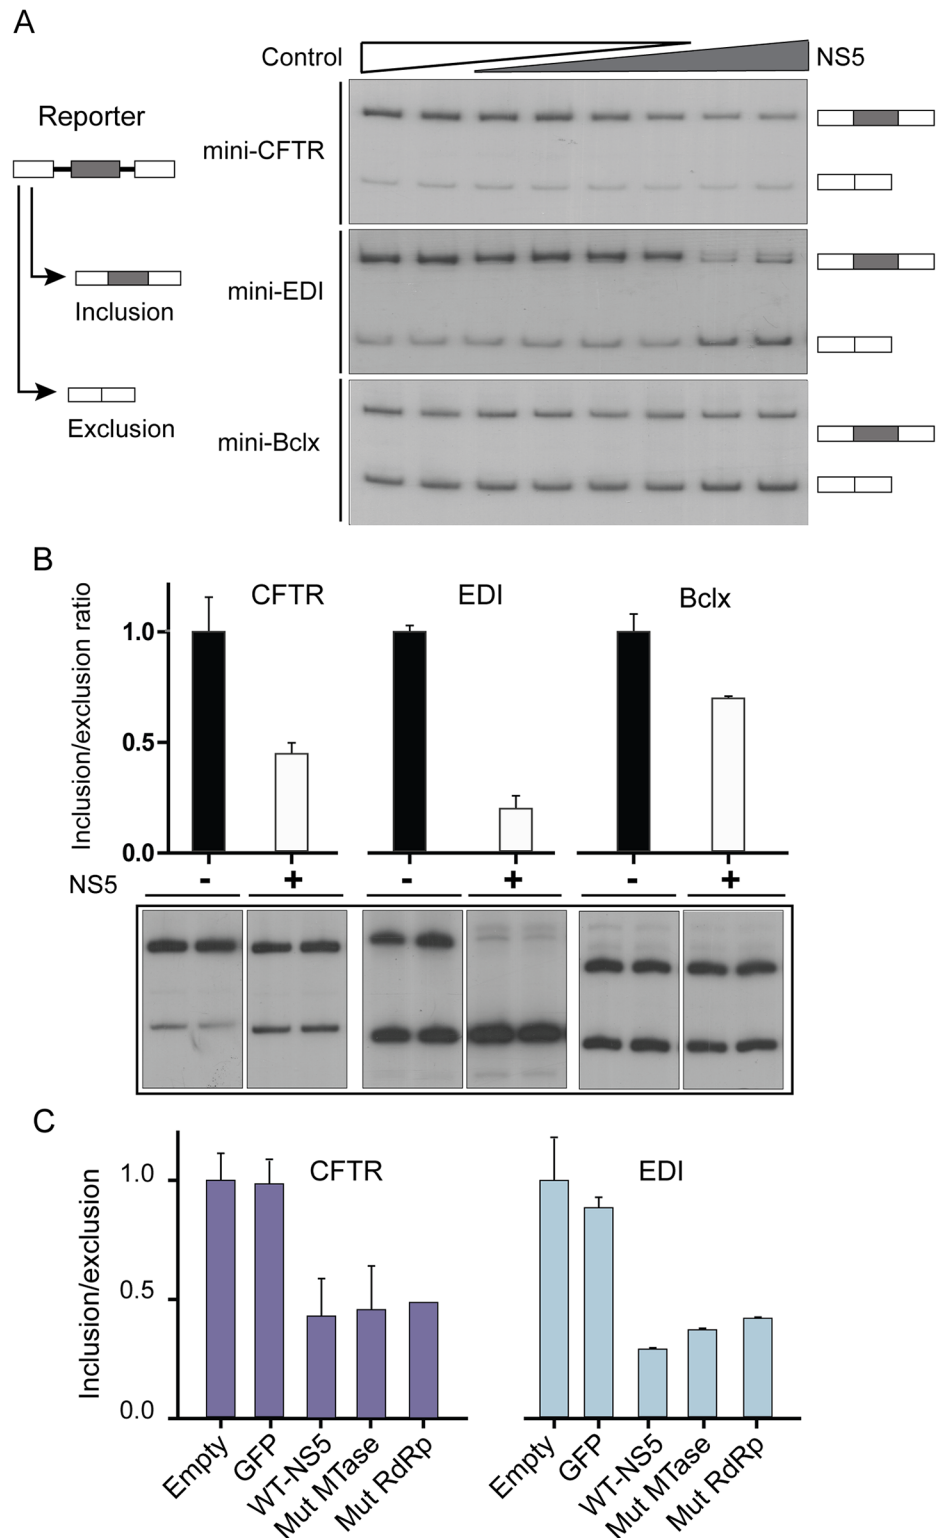 A
Control
NS5
Reporter
mini-CFTR
Inclusion
mini-EDI
Exclusion
mini-Bclx
B
CFTR
EDI
Bclx
Inclusion/exclusion ratio
1.0
0.5
0.0
NS5
-
+
-
+
-
+
C
CFTR
EDI
Inclusion/exclusion
1.0
0.5
0.0
Empty
GFP
WT-NS5
Mut MTase
Mut RdRp
Empty
GFP
WT-NS5
Mut MTase
Mut RdRp